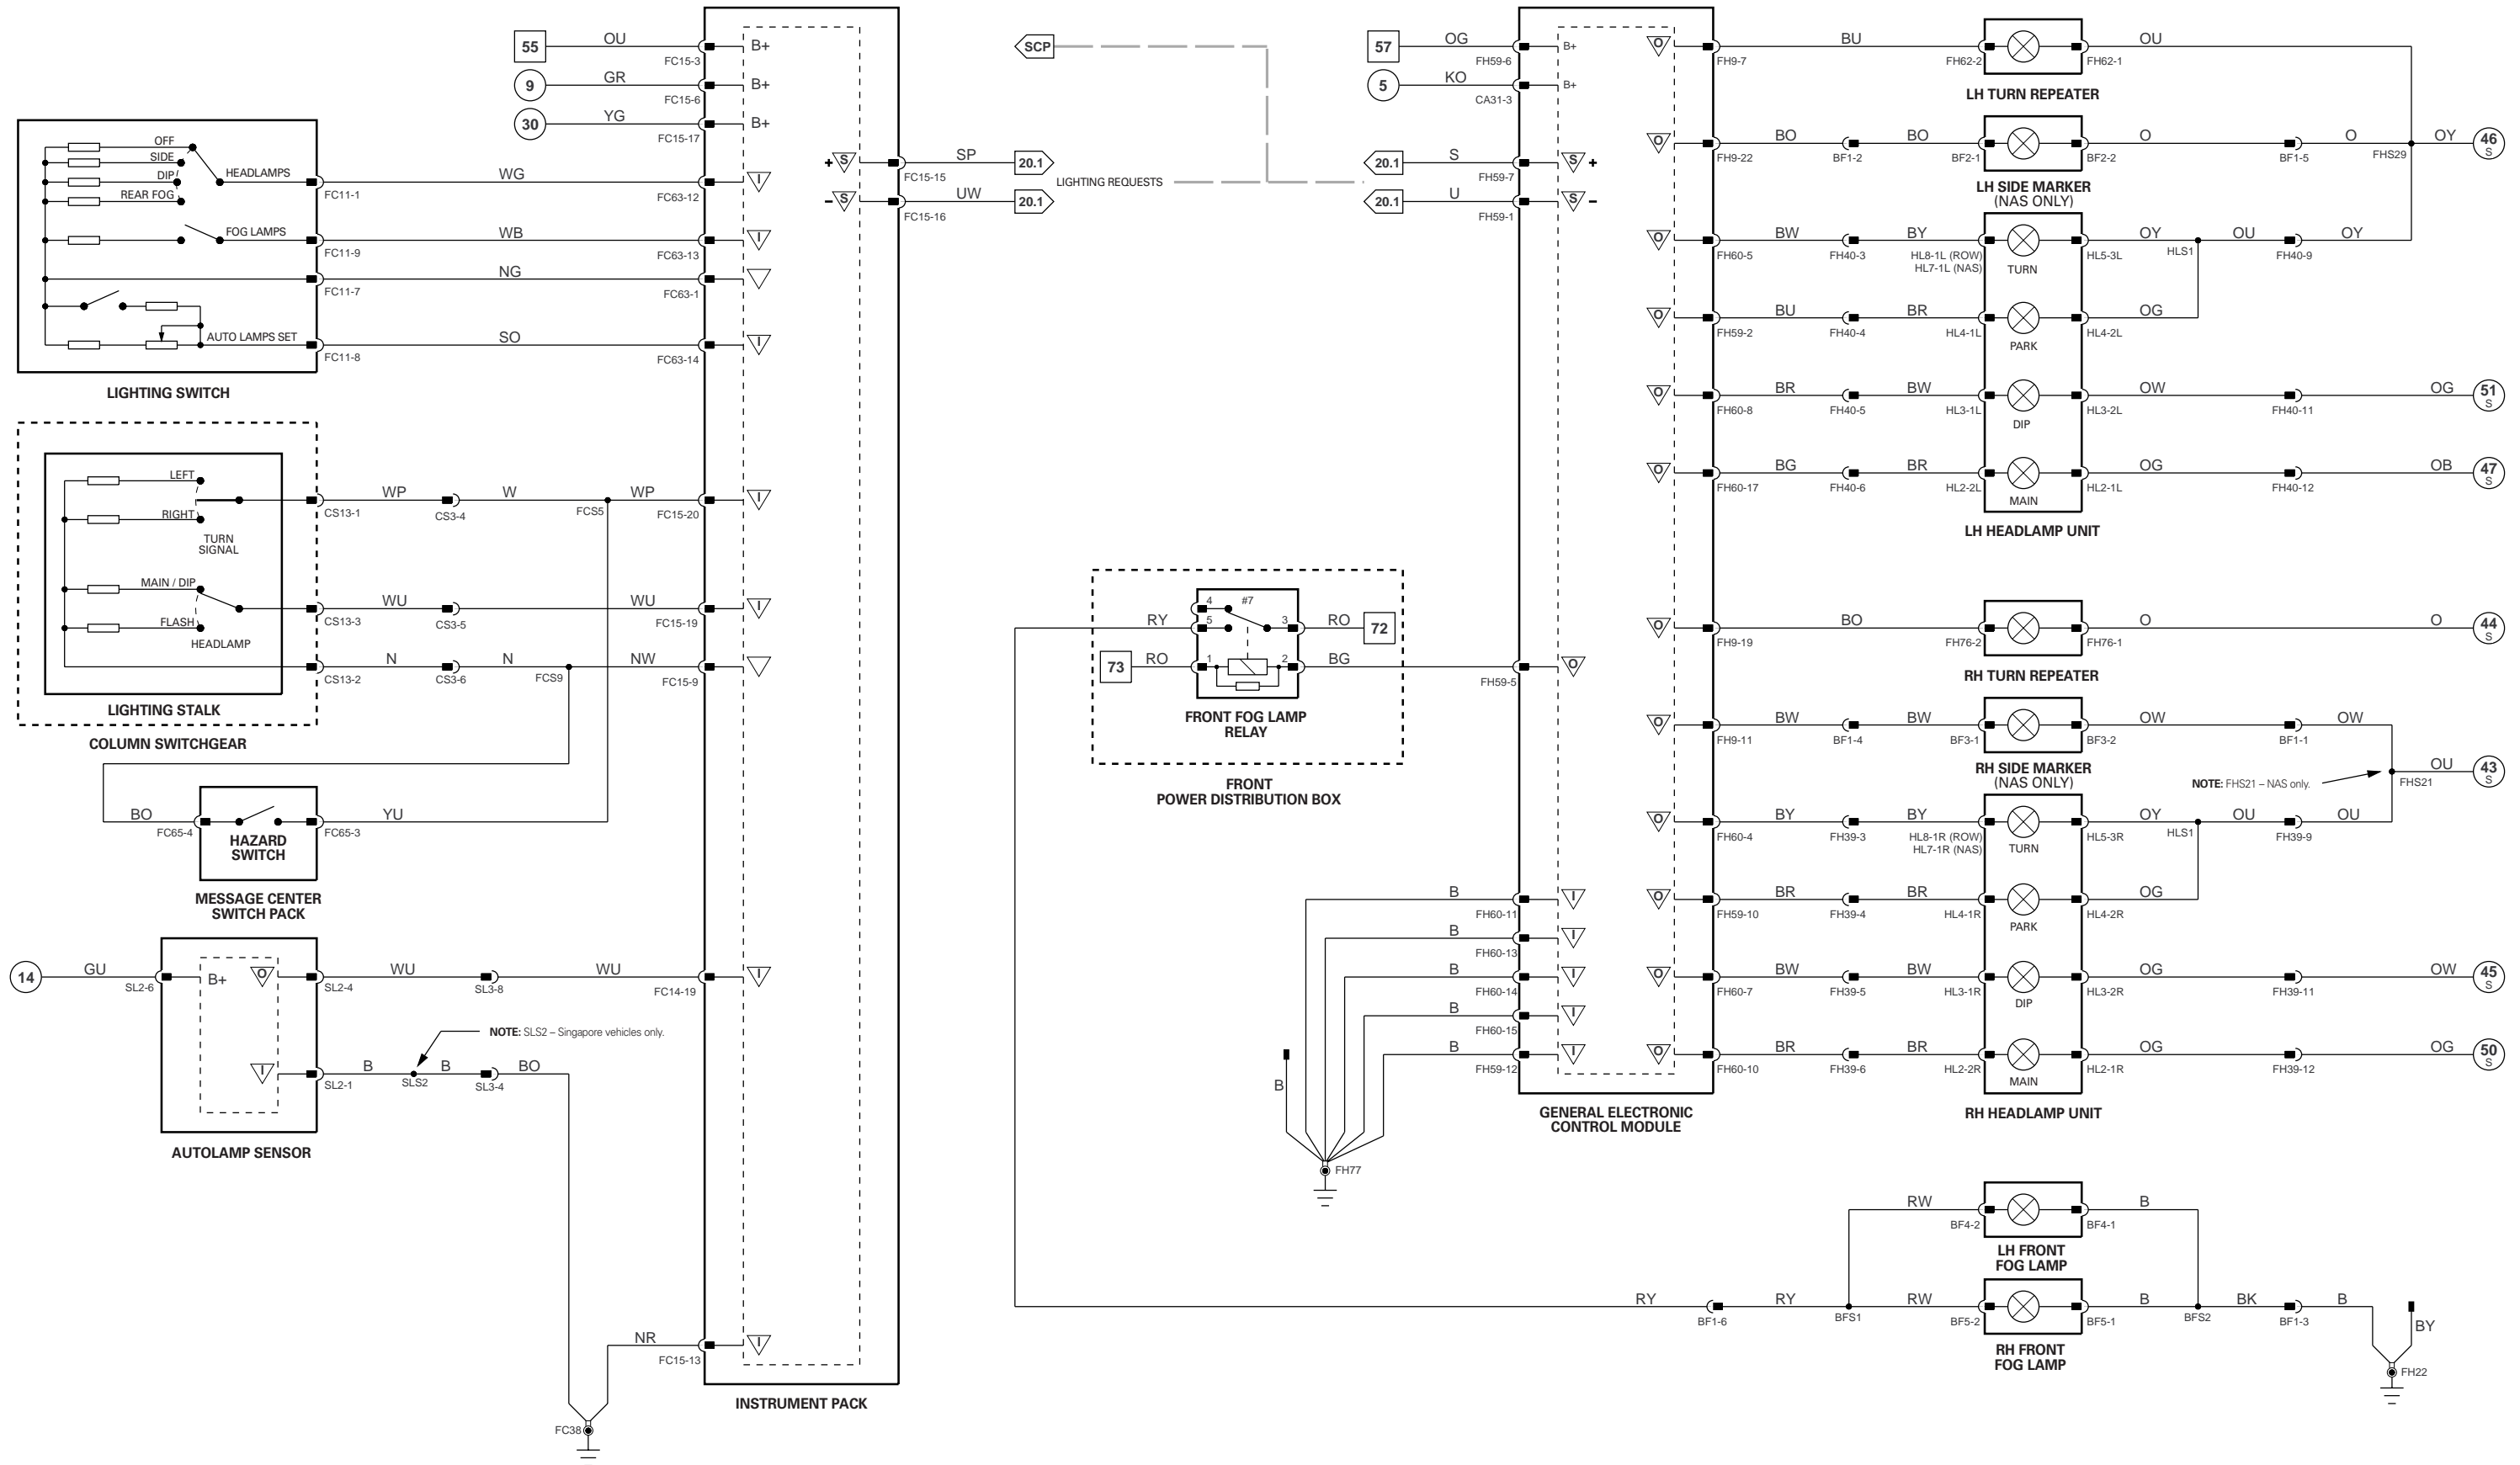 55
OU
FC15-3
B+
9
GR
FC15-6
B+
30
YG
FC15-17
B+
OFF
SIDE
DIP
REAR FOG
HEADLAMPS
FC11-1
WG
FC63-12
I
FOG LAMPS
FC11-9
WB
FC63-13
I
FC11-7
NG
FC63-1
AUTO LAMPS SET
FC11-8
SO
FC63-14
I
LIGHTING SWITCH
LEFT
RIGHT
TURN
SIGNAL
CS13-1
WP
CS3-4
W
FCS5
WP
FC15-20
I
MAIN / DIP
FLASH
HEADLAMP
CS13-3
WU
CS3-5
WU
FC15-19
I
CS13-2
N
CS3-6
N
FCS9
NW
FC15-9
LIGHTING STALK
COLUMN SWITCHGEAR
BO
FC65-4
HAZARD
SWITCH
FC65-3
YU
MESSAGE CENTER
SWITCH PACK
14
GU
SL2-6
B+
O
SL2-4
WU
SL3-8
WU
FC14-19
I
NOTE: SLS2 – Singapore vehicles only.
I
SL2-1
B
SLS2
B
SL3-4
BO
AUTOLAMP SENSOR
NR
FC15-13
I
FC38
INSTRUMENT PACK
+
S
FC15-15
SP
20.1
–
S
FC15-16
UW
20.1
SCP
LIGHTING REQUESTS
57
OG
FH59-6
B+
5
KO
CA31-3
B+
20.1
S
FH59-7
S
+
20.1
U
FH59-1
S
–
RY
4
5
#7
3
RO
72
73
RO
1
2
BG
FH59-5
O
FRONT FOG LAMP
RELAY
FRONT
POWER DISTRIBUTION BOX
B
FH60-11
I
B
FH60-13
I
B
FH60-14
I
B
FH60-15
I
B
FH59-12
I
B
FH77
GENERAL ELECTRONIC
CONTROL MODULE
O
FH9-7
BU
FH62-2
FH62-1
OU
LH TURN REPEATER
O
FH9-22
BO
BF1-2
BO
BF2-1
BF2-2
O
BF1-5
O
FHS29
OY
46
S
LH SIDE MARKER
(NAS ONLY)
O
FH60-5
BW
FH40-3
BY
HL8-1L (ROW)
HL7-1L (NAS)
TURN
HL5-3L
OY
HLS1
OU
FH40-9
OY
O
FH59-2
BU
FH40-4
BR
HL4-1L
PARK
HL4-2L
OG
O
FH60-8
BR
FH40-5
BW
HL3-1L
DIP
HL3-2L
OW
FH40-11
OG
51
S
O
FH60-17
BG
FH40-6
BR
HL2-2L
MAIN
HL2-1L
OG
FH40-12
OB
47
S
LH HEADLAMP UNIT
O
FH9-19
BO
FH76-2
FH76-1
O
O
44
S
RH TURN REPEATER
O
FH9-11
BW
BF1-4
BW
BF3-1
BF3-2
OW
BF1-1
OW
RH SIDE MARKER
(NAS ONLY)
NOTE: FHS21 – NAS only.
FHS21
OU
43
S
O
FH60-4
BY
FH39-3
BY
HL8-1R (ROW)
HL7-1R (NAS)
TURN
HL5-3R
OY
HLS1
OU
FH39-9
OU
O
FH59-10
BR
FH39-4
BR
HL4-1R
PARK
HL4-2R
OG
O
FH60-7
BW
FH39-5
BW
HL3-1R
DIP
HL3-2R
OG
FH39-11
OW
45
S
O
FH60-10
BR
FH39-6
BR
HL2-2R
MAIN
HL2-1R
OG
FH39-12
OG
50
S
RH HEADLAMP UNIT
RW
BF4-2
BF4-1
B
LH FRONT
FOG LAMP
RY
BF1-6
RY
BFS1
RW
BF5-2
BF5-1
B
BFS2
BK
BF1-3
B
BY
RH FRONT
FOG LAMP
FH22